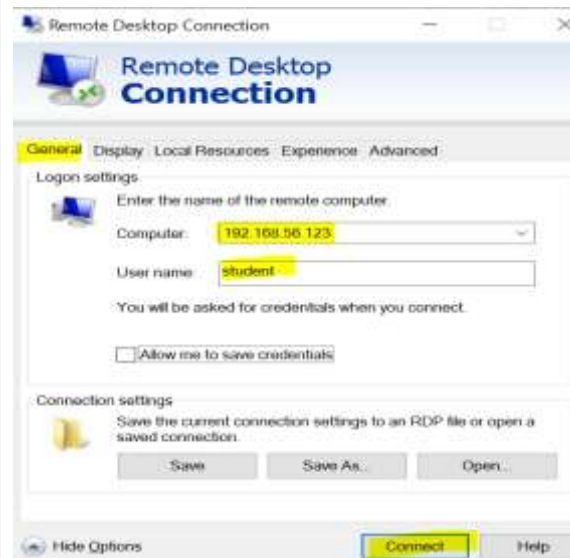 Remote Desktop Connection
Remote Desktop
Connection
General Display Local Resources Experience Advanced
Logon settings
Enter the name of the remote computer.
Computer: 192.168.56.123
User name: student
You will be asked for credentials when you connect.
Allow me to save credentials
Connection settings
Save the current connection settings to an RDP file or open a
saved connection.
Save Save As... Open...
Hide Options Connect Help